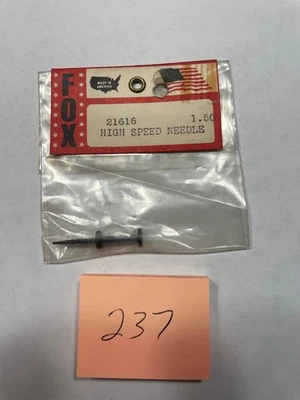 FOX
MADE IN
AMERICA
21616 1.50
HIGH SPEED NEEDLE
237